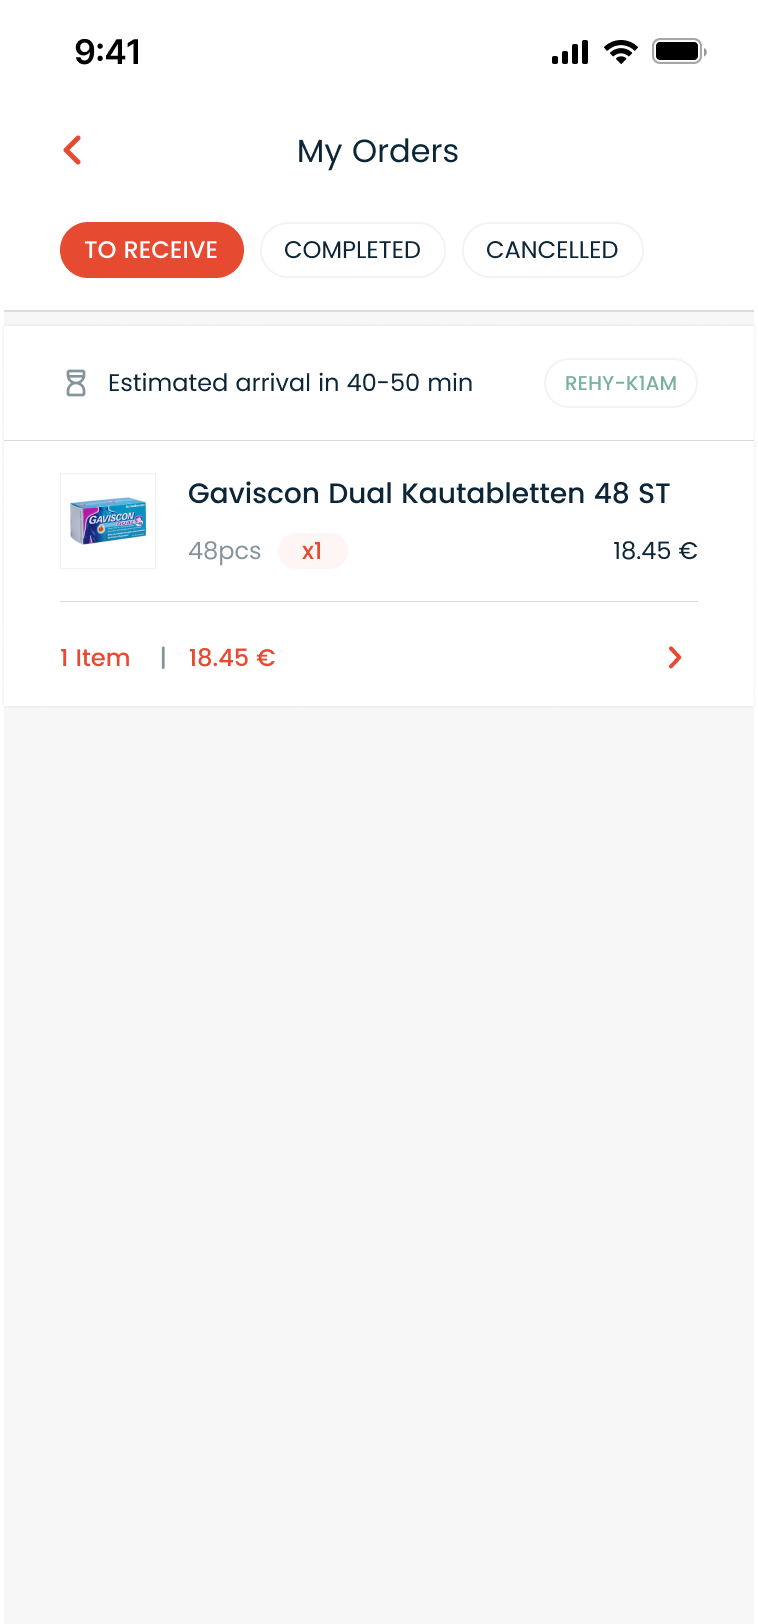 9:41
My Orders
TO RECEIVE COMPLETED CANCELLED
Estimated arrival in 40-50 min REHY-K1AM
Gaviscon Dual Kautabletten 48 ST
GAVISCON
48pcs x1 18.45 €
1 Item | 18.45 €